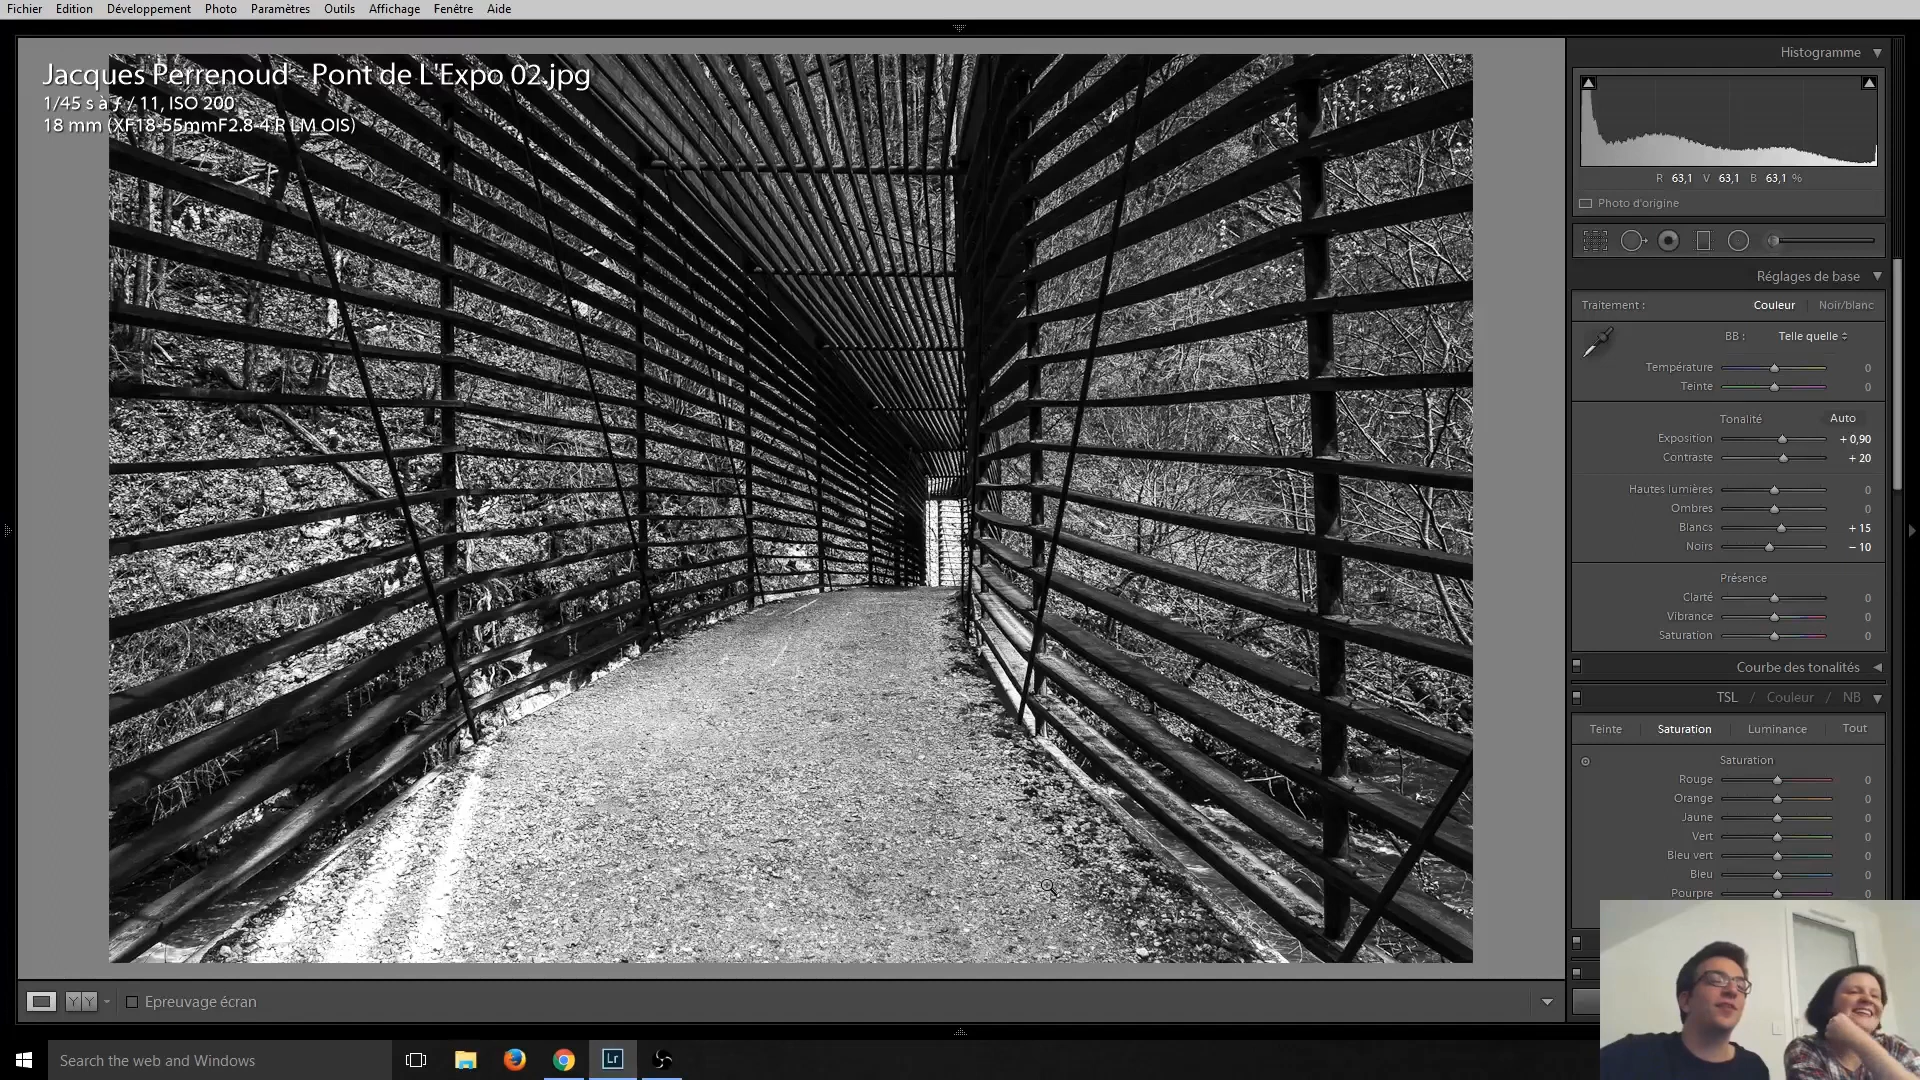 Fichier Edition Développement Photo Paramètres Outils Affichage Fenêtre Aide
Jacques Perrenoud - Pont de L'Expo 02.jpg
1/45 s à ƒ / 11, ISO 200
18 mm (XF18-55mmF2.8-4 R LM OIS)
Histogramme
R 63,1 V 63,1 B 63,1 %
Photo d'origine
Réglages de base
Traitement : Couleur Noir/blanc
BB : Telle quelle
Température 0
Teinte 0
Tonalité Auto
Exposition + 0,90
Contraste + 20
Hautes lumières 0
Ombres 0
Blancs + 15
Noirs – 10
Présence
Clarté 0
Vibrance 0
Saturation 0
Courbe des tonalités
TSL / Couleur / NB
Teinte Saturation Luminance Tout
Saturation
Rouge 0
Orange 0
Jaune 0
Vert 0
Bleu vert 0
Bleu 0
Pourpre 0
Y Y Epreuvage écran
Search the web and Windows
Lr